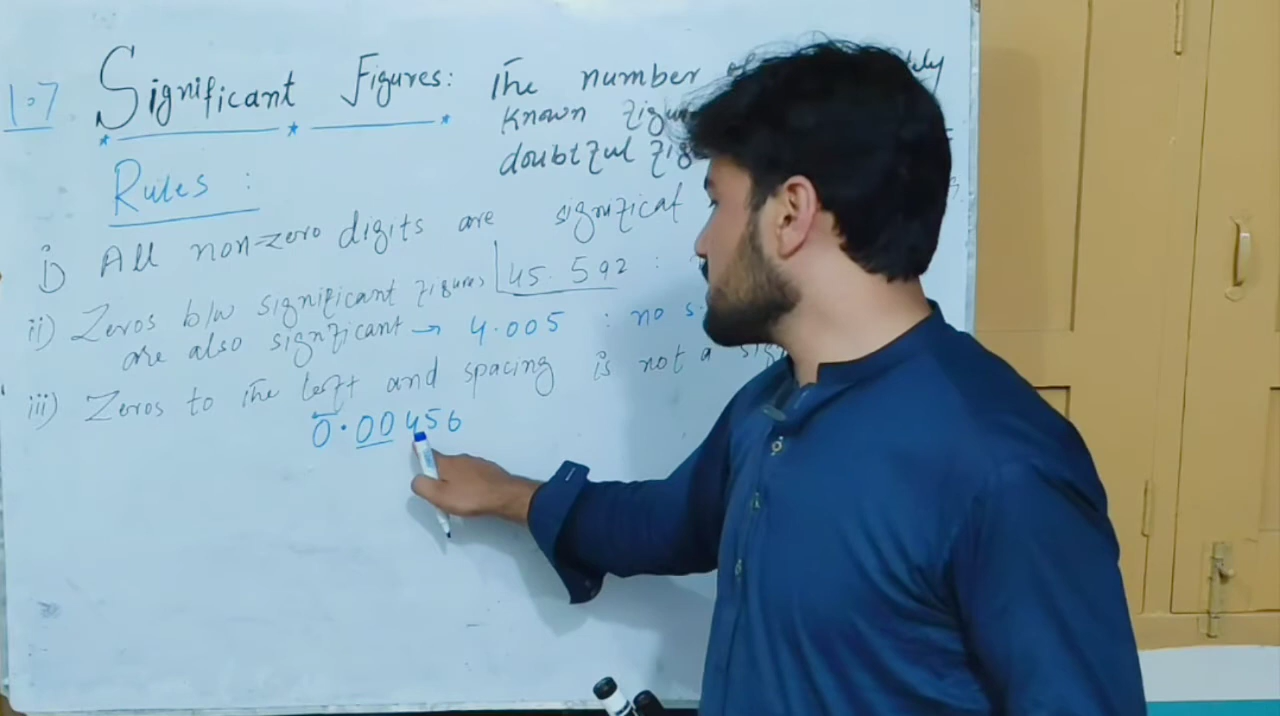 1.7 Significant Figures: The number
known
doubtful
Rules :
i) All non-zero digits are significat
45.592 :
ii) Zeros b/w significant figures
are also significant → 4.005 : no
iii) Zeros to the left and spacing is not a
0.00456